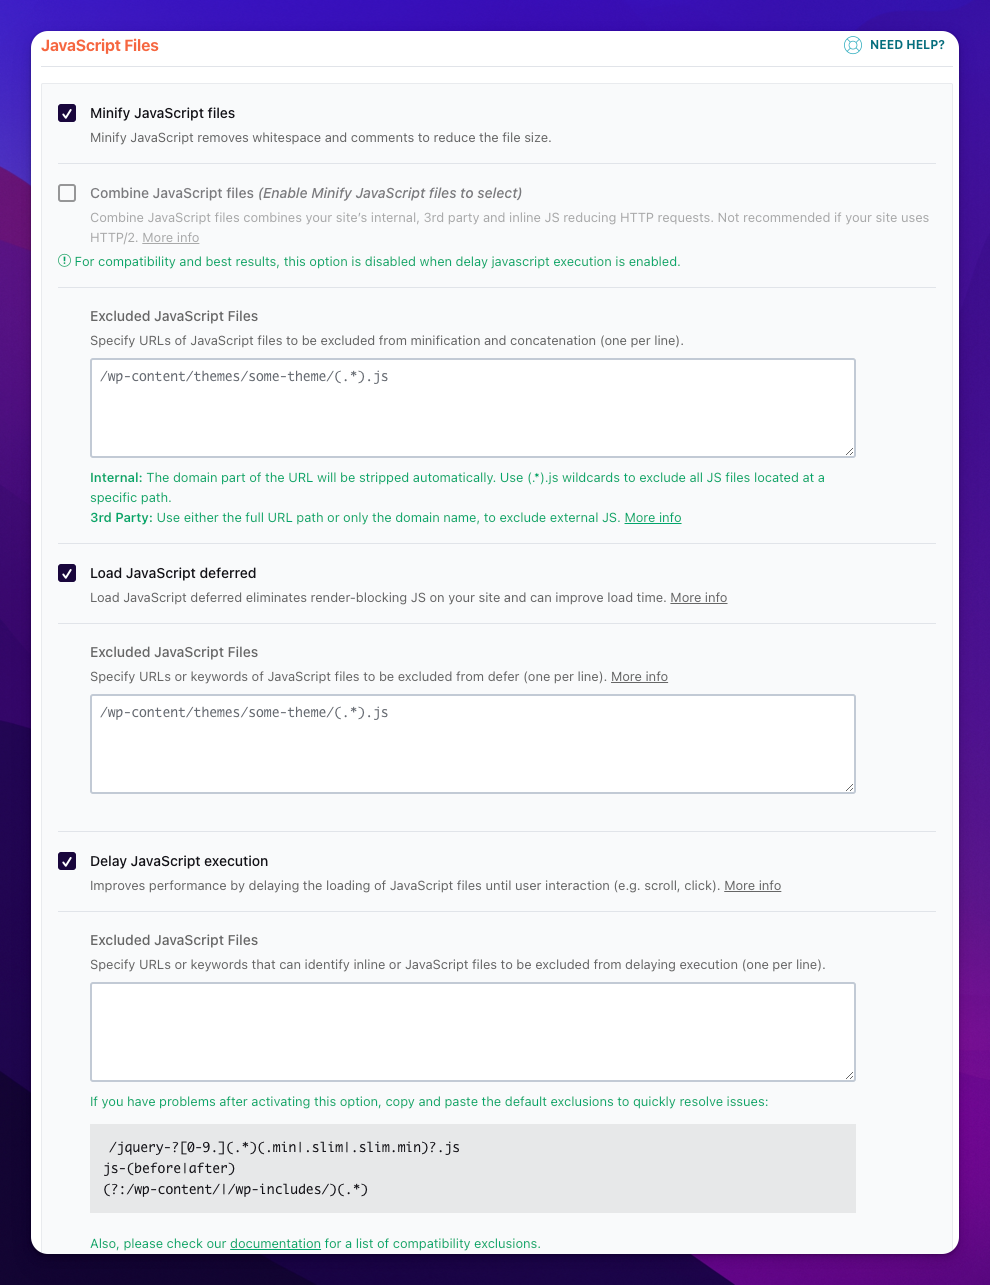 JavaScript Files
NEED HELP?
Minify JavaScript files
Minify JavaScript removes whitespace and comments to reduce the file size.
Combine JavaScript files (Enable Minify JavaScript files to select)
Combine JavaScript files combines your site's internal, 3rd party and inline JS reducing HTTP requests. Not recommended if your site uses
HTTP/2. More info
For compatibility and best results, this option is disabled when delay javascript execution is enabled.
Excluded JavaScript Files
Specify URLs of JavaScript files to be excluded from minification and concatenation (one per line).
/wp-content/themes/some-theme/(.*).js
Internal: The domain part of the URL will be stripped automatically. Use (.*).js wildcards to exclude all JS files located at a
specific path.
3rd Party: Use either the full URL path or only the domain name, to exclude external JS. More info
Load JavaScript deferred
Load JavaScript deferred eliminates render-blocking JS on your site and can improve load time. More info
Excluded JavaScript Files
Specify URLs or keywords of JavaScript files to be excluded from defer (one per line). More info
/wp-content/themes/some-theme/(.*).js
Delay JavaScript execution
Improves performance by delaying the loading of JavaScript files until user interaction (e.g. scroll, click). More info
Excluded JavaScript Files
Specify URLs or keywords that can identify inline or JavaScript files to be excluded from delaying execution (one per line).
If you have problems after activating this option, copy and paste the default exclusions to quickly resolve issues:
/jquery-?[0-9.](.*)(.min|.slim|.slim.min)?.js
js-(before|after)
(?:/wp-content/|/wp-includes/)(.*)
Also, please check our documentation for a list of compatibility exclusions.